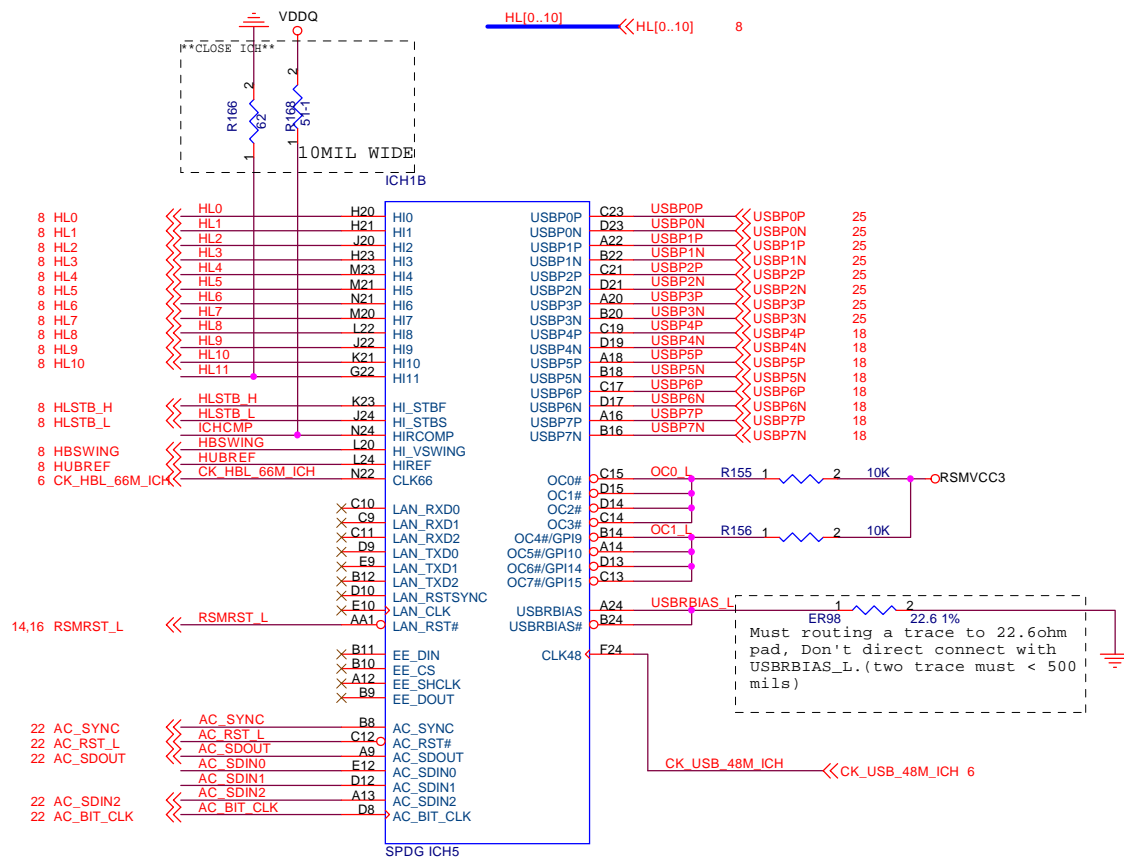 VDDQ
HL[0..10]
HL[0..10] 8
**CLOSE ICH**
2
2
R166
62
R168
51-1
1
1
10MIL WIDE
ICH1B
8 HL0 HL0 H20 HI0
8 HL1 HL1 H21 HI1
8 HL2 HL2 J20 HI2
8 HL3 HL3 H23 HI3
8 HL4 HL4 M23 HI4
8 HL5 HL5 M21 HI5
8 HL6 HL6 N21 HI6
8 HL7 HL7 M20 HI7
8 HL8 HL8 L22 HI8
8 HL9 HL9 J22 HI9
8 HL10 HL10 K21 HI10
HL11 G22 HI11
8 HLSTB_H HLSTB_H K23 HI_STBF
8 HLSTB_L HLSTB_L J24 HI_STBS
ICHCMP N24 HIRCOMP
8 HBSWING HBSWING L20 HI_VSWING
8 HUBREF HUBREF L24 HIREF
6 CK_HBL_66M_ICH CK_HBL_66M_ICH N22 CLK66
C10 LAN_RXD0
C9 LAN_RXD1
C11 LAN_RXD2
D9 LAN_TXD0
E9 LAN_TXD1
B12 LAN_TXD2
D10 LAN_RSTSYNC
E10 LAN_CLK
14,16 RSMRST_L RSMRST_L AA1 LAN_RST#
B11 EE_DIN
B10 EE_CS
A12 EE_SHCLK
B9 EE_DOUT
22 AC_SYNC AC_SYNC B8 AC_SYNC
22 AC_RST_L AC_RST_L C12 AC_RST#
22 AC_SDOUT AC_SDOUT A9 AC_SDOUT
AC_SDIN0 E12 AC_SDIN0
AC_SDIN1 D12 AC_SDIN1
22 AC_SDIN2 AC_SDIN2 A13 AC_SDIN2
22 AC_BIT_CLK AC_BIT_CLK D8 AC_BIT_CLK
USBP0P C23 USBP0P USBP0P 25
USBP0N D23 USBP0N USBP0N 25
USBP1P A22 USBP1P USBP1P 25
USBP1N B22 USBP1N USBP1N 25
USBP2P C21 USBP2P USBP2P 25
USBP2N D21 USBP2N USBP2N 25
USBP3P A20 USBP3P USBP3P 25
USBP3N B20 USBP3N USBP3N 25
USBP4P C19 USBP4P USBP4P 18
USBP4N D19 USBP4N USBP4N 18
USBP5P A18 USBP5P USBP5P 18
USBP5N B18 USBP5N USBP5N 18
USBP6P C17 USBP6P USBP6P 18
USBP6N D17 USBP6N USBP6N 18
USBP7P A16 USBP7P USBP7P 18
USBP7N B16 USBP7N USBP7N 18
OC0# C15 OC0_L R155 1 2 10K RSMVCC3
OC1# D15
OC2# D14
OC3# C14
OC4#/GPI9 B14 OC1_L R156 1 2 10K
OC5#/GPI10 A14
OC6#/GPI14 D13
OC7#/GPI15 C13
USBRBIAS A24 USBRBIAS_L 1 2
USBRBIAS# B24 ER98 22.6 1%
Must routing a trace to 22.6ohm
pad, Don't direct connect with
USBRBIAS_L.(two trace must < 500
mils)
CLK48 F24
CK_USB_48M_ICH CK_USB_48M_ICH 6
SPDG ICH5